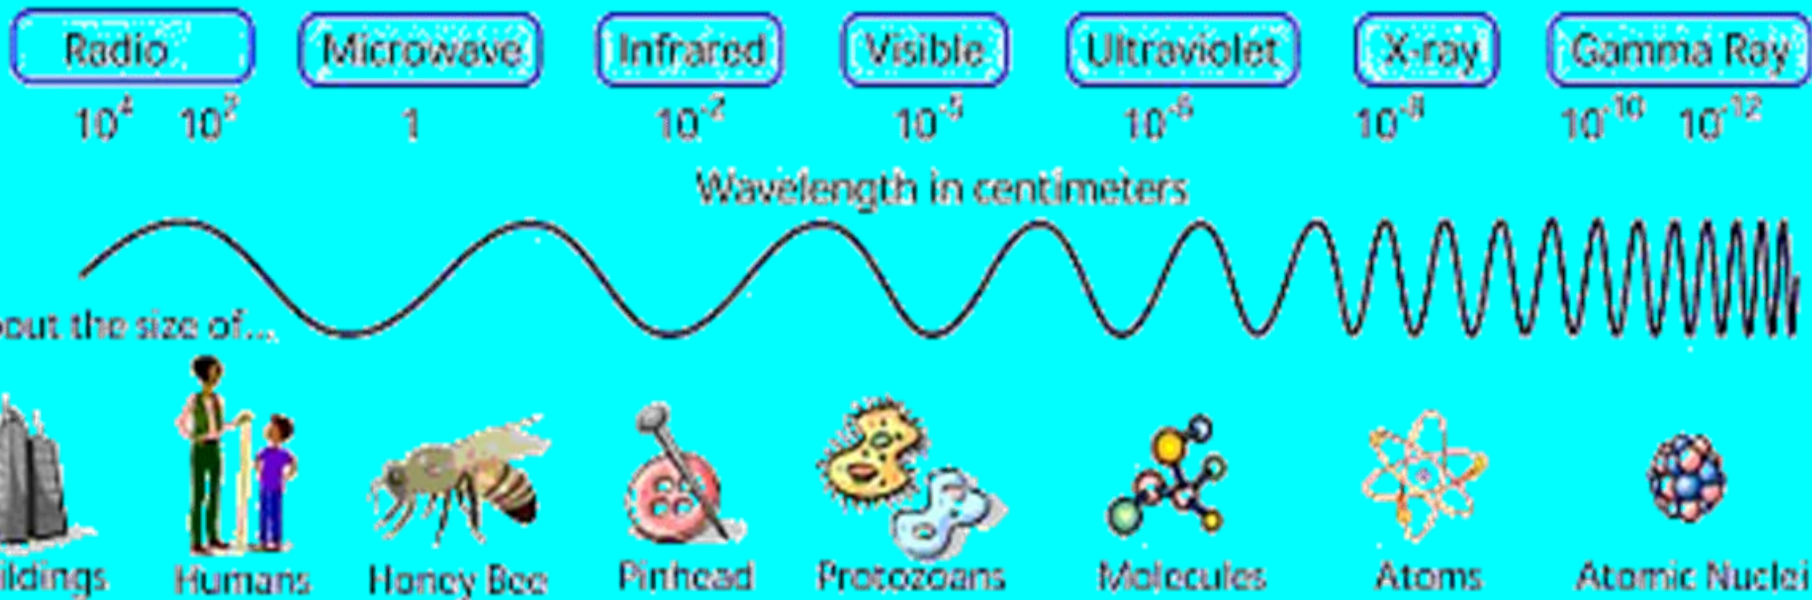 Radio Microwave Infrared Visible Ultraviolet X-ray Gamma Ray
10⁴ 10² 1 10⁻² 10⁻⁵ 10⁻⁶ 10⁻⁸ 10⁻¹⁰ 10⁻¹²
Wavelength in centimeters
bout the size of...
ildings Humans Honey Bee Pinhead Protozoans Molecules Atoms Atomic Nuclei